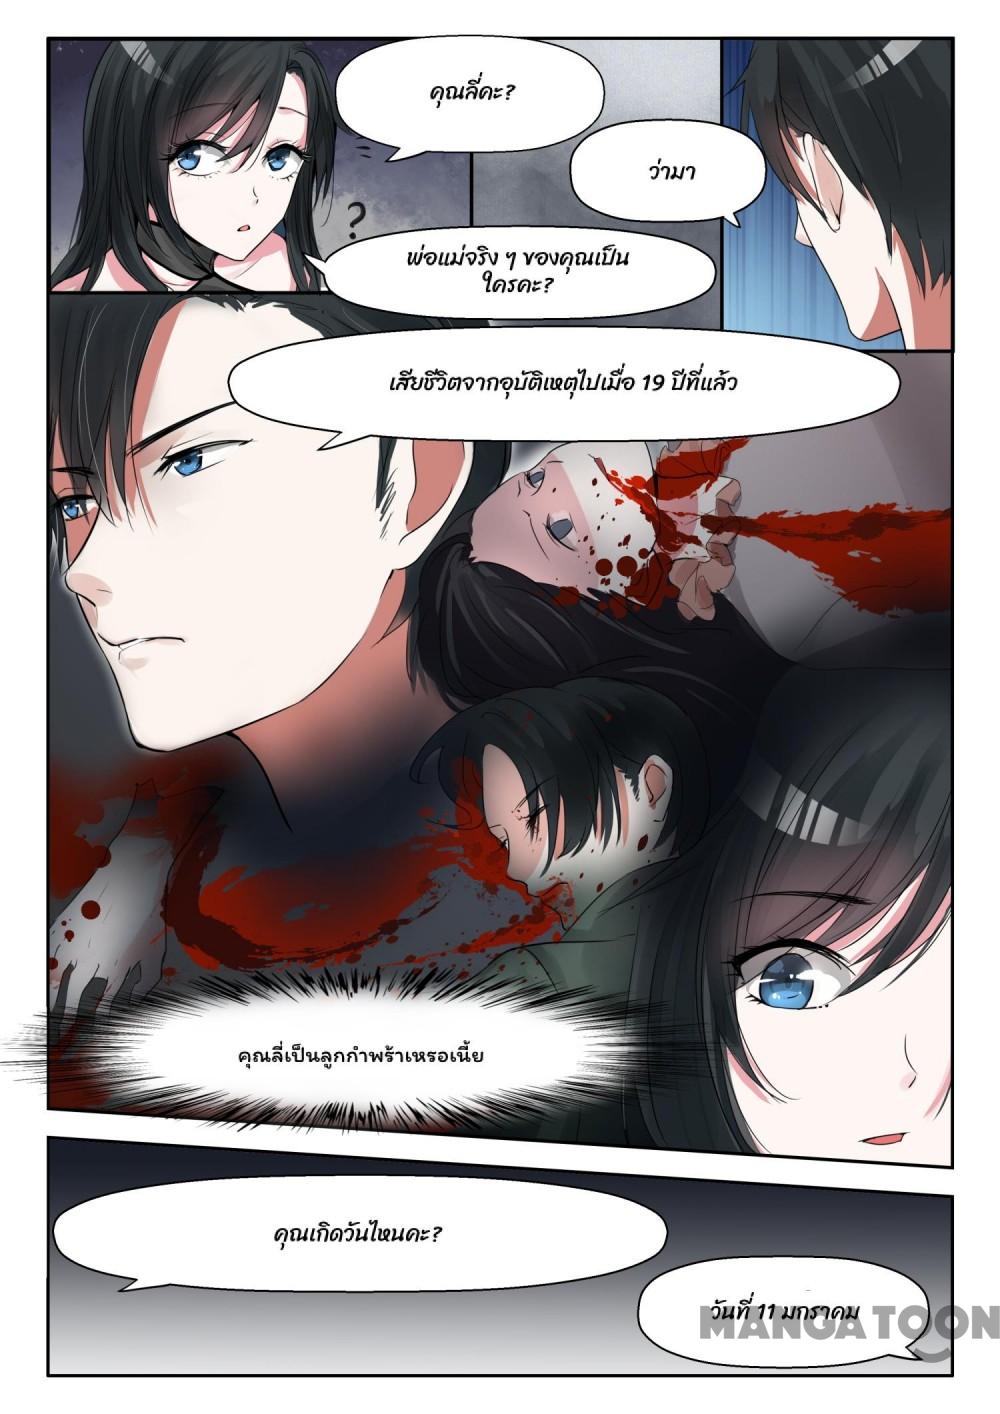 คุณลี่คะ?
ว่ามา
?
พ่อแม่จริง ๆ ของคุณเป็น
ใครคะ?
เสียชีวิตจากอุบัติเหตุไปเมื่อ 19 ปีที่แล้ว
คุณลี่เป็นลูกกำพร้าเหรอเนี้ย
คุณเกิดวันไหนคะ?
วันที่ 11 มกราคม
MANGATOON